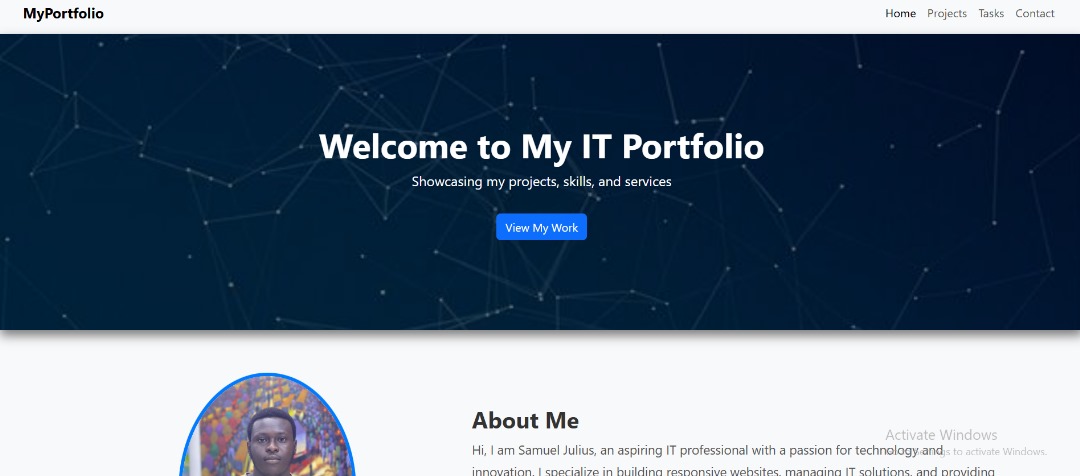 MyPortfolio
Home Projects Tasks Contact
Welcome to My IT Portfolio
Showcasing my projects, skills, and services
View My Work
About Me
Hi, I am Samuel Julius, an aspiring IT professional with a passion for technology and
innovation. I specialize in building responsive websites, managing IT solutions, and providing
Activate Windows
to activate Windows.